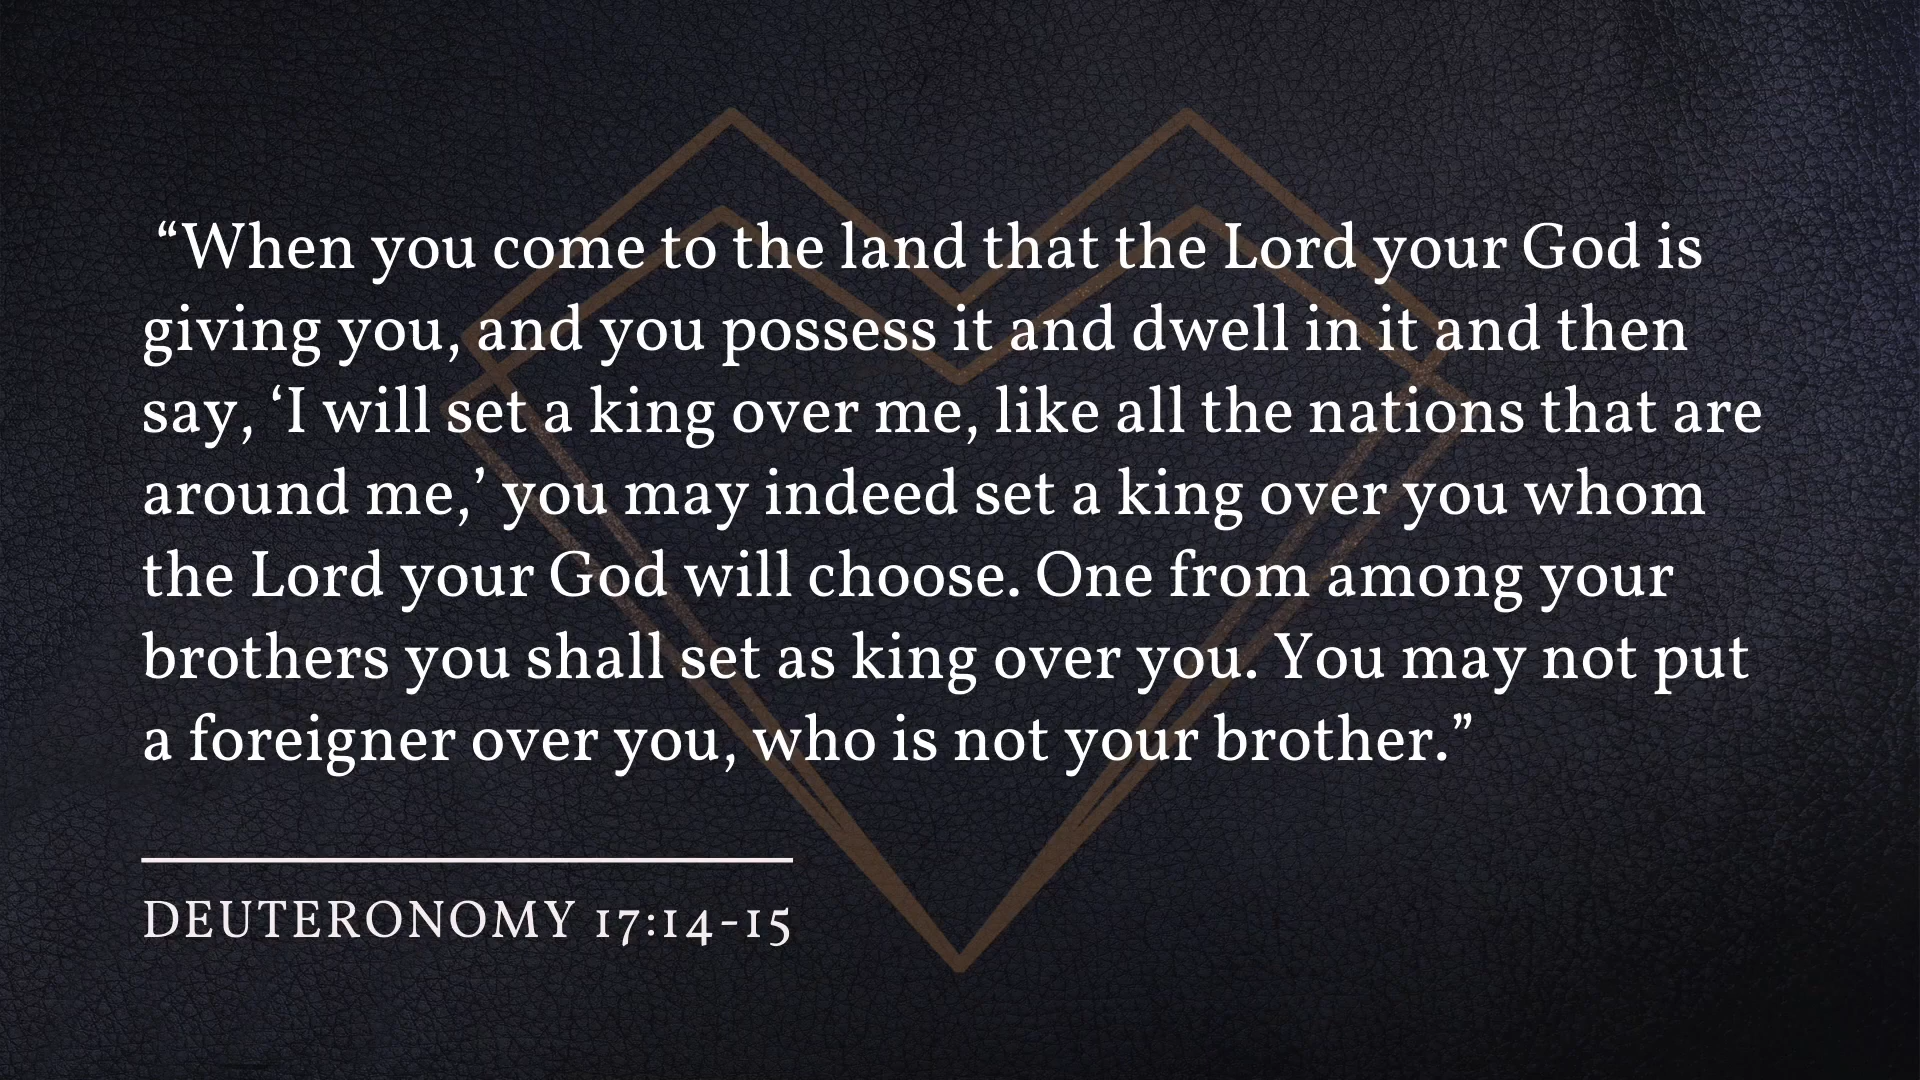 “When you come to the land that the Lord your God is
giving you, and you possess it and dwell in it and then
say, ‘I will set a king over me, like all the nations that are
around me,’ you may indeed set a king over you whom
the Lord your God will choose. One from among your
brothers you shall set as king over you. You may not put
a foreigner over you, who is not your brother.”
DEUTERONOMY 17:14-15